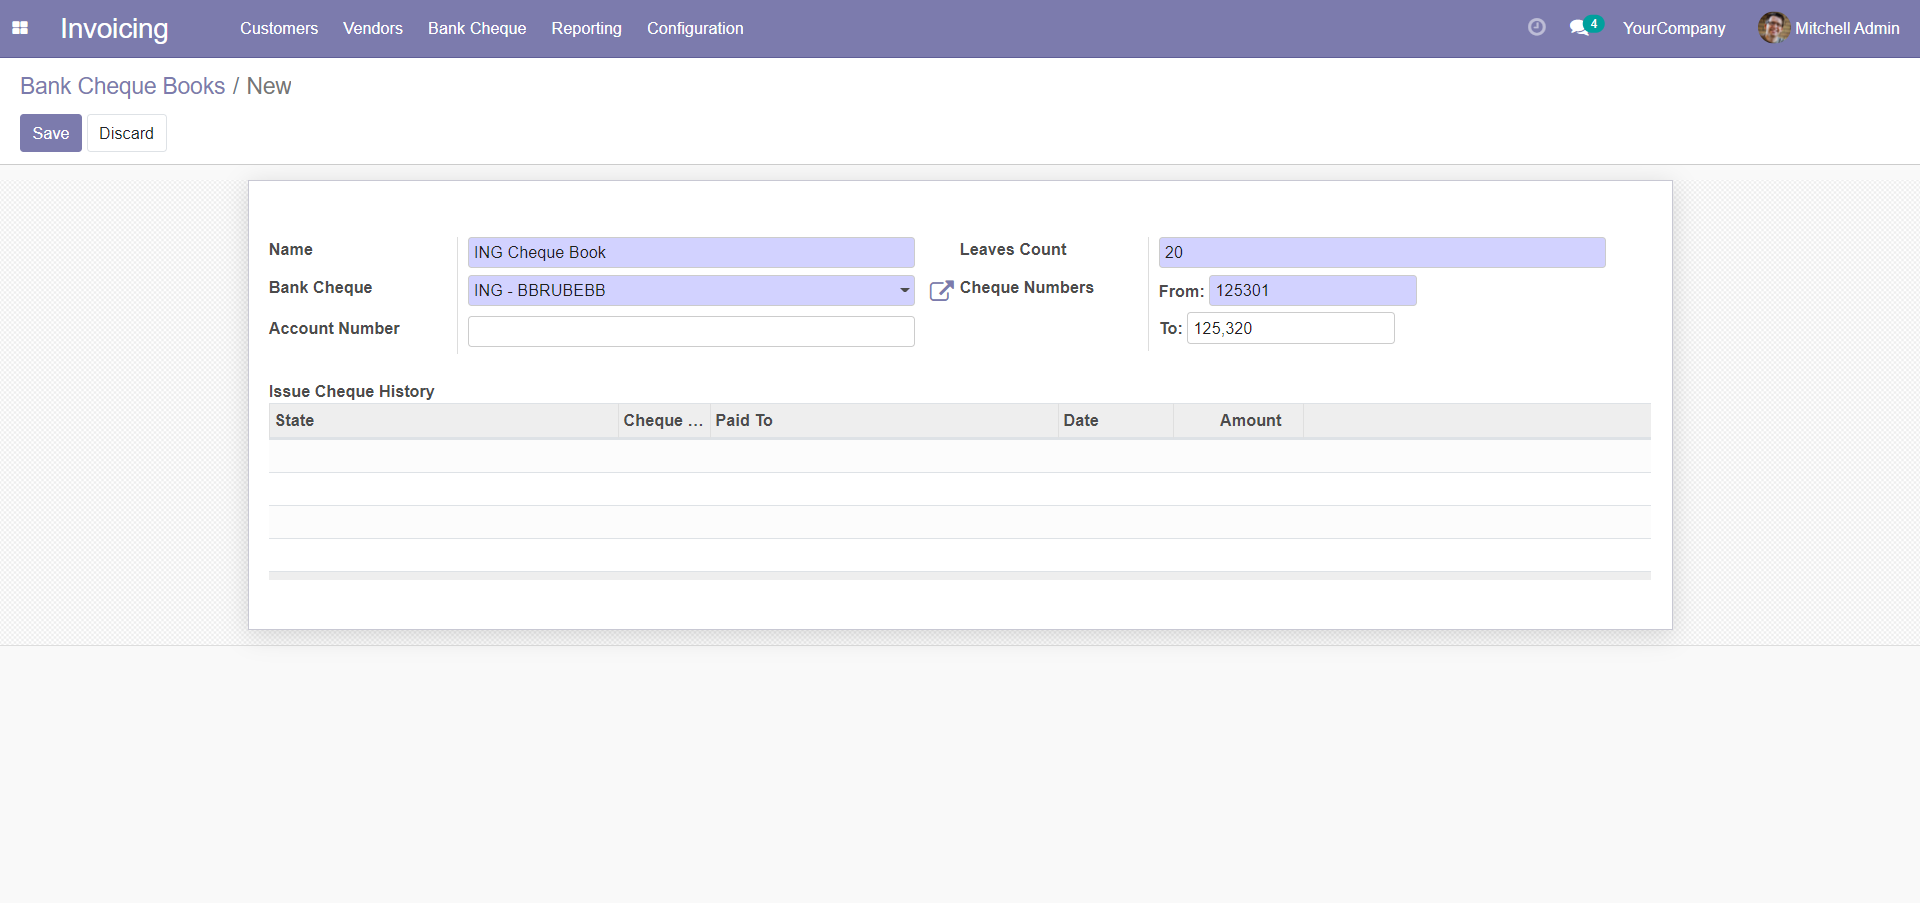 Invoicing Customers Vendors Bank Cheque Reporting Configuration 4 YourCompany Mitchell Admin
Bank Cheque Books / New
Save Discard
Name ING Cheque Book Leaves Count 20
Bank Cheque ING - BBRUBEBB Cheque Numbers From: 125301
Account Number To: 125,320
Issue Cheque History
State Cheque ... Paid To Date Amount